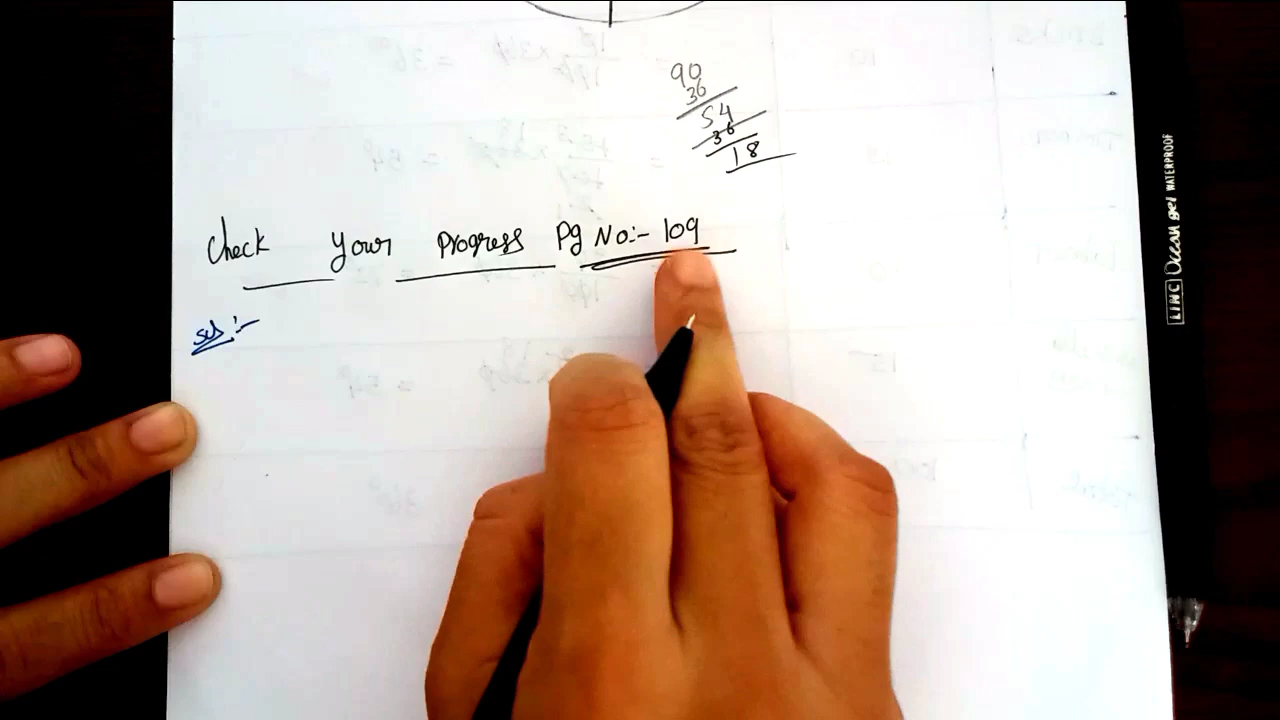 90
36
54
36
18
Check Your Progress Pg No:- 109
Sol:-
LINC Ocean gel WATERPROOF